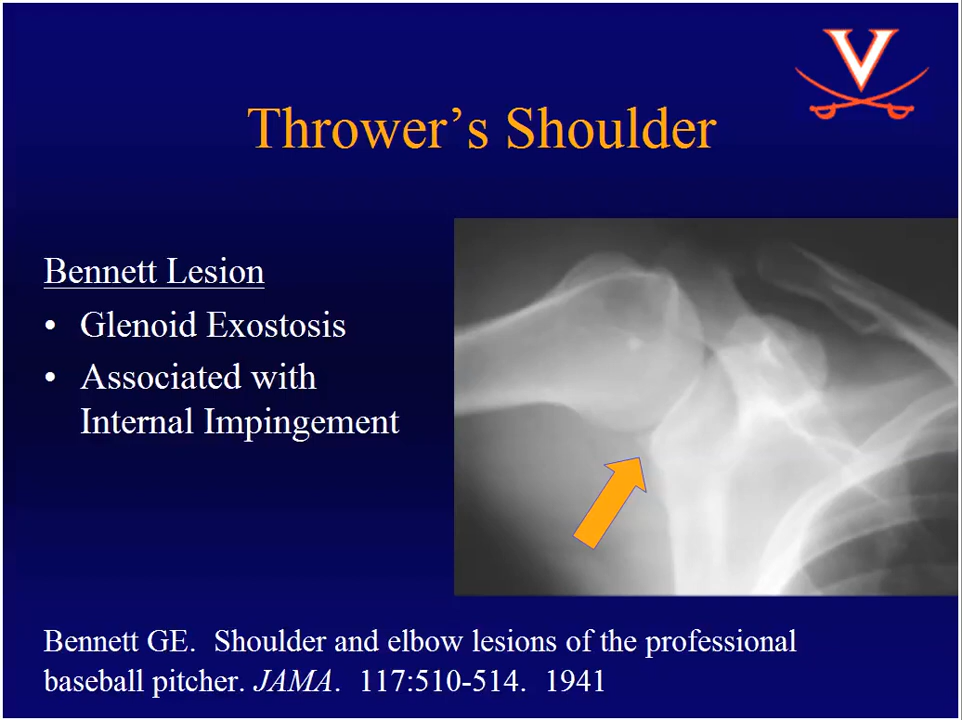 V
Thrower’s Shoulder
Bennett Lesion
• Glenoid Exostosis
• Associated with
Internal Impingement
Bennett GE. Shoulder and elbow lesions of the professional
baseball pitcher. JAMA. 117:510-514. 1941